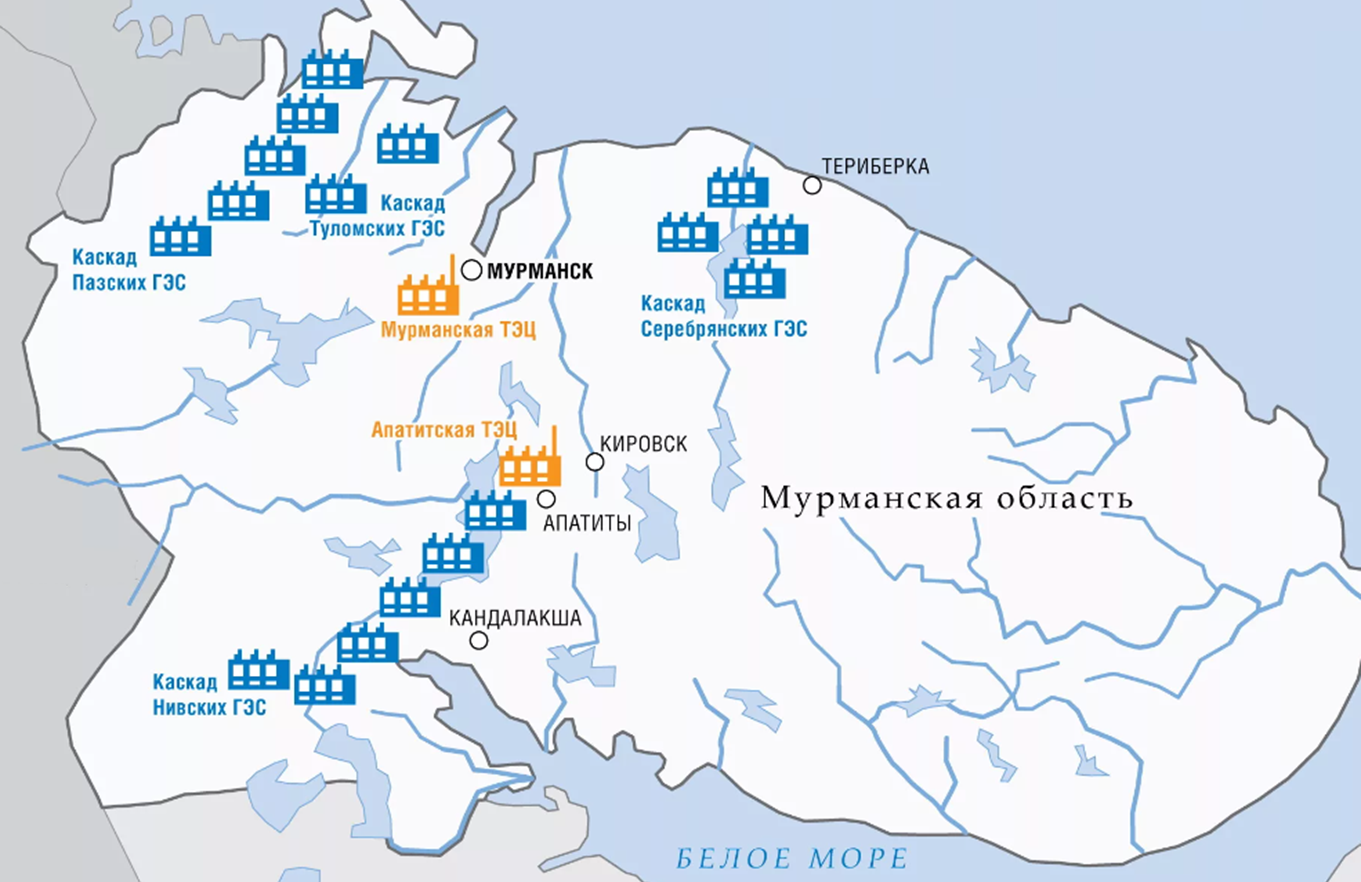 ТЕРИБЕРКА
Каскад
Туломских ГЭС
Каскад
Пазских ГЭС
МУРМАНСК
Мурманская ТЭЦ
Каскад
Серебрянских ГЭС
Апатитская ТЭЦ
КИРОВСК
Мурманская область
АПАТИТЫ
КАНДАЛАКША
Каскад
Нивских ГЭС
БЕЛОЕ МОРЕ